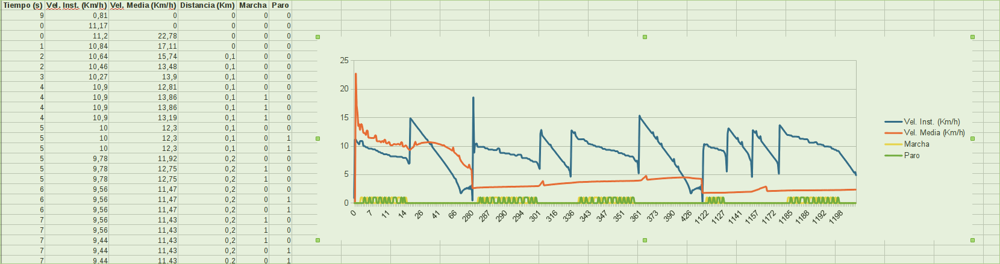 Tiempo (s) Vel. Inst. (Km/h) Vel. Media (Km/h) Distancia (Km) Marcha Paro
9 0,81 0 0 0 0
0 11,17 0 0 0 0
0 11,2 22,78 0 0 0
1 10,84 17,11 0 0 0
2 10,64 15,74 0,1 0 0
2 10,46 13,48 0,1 0 0
3 10,27 13,9 0,1 0 0
4 10,9 12,81 0,1 0 0
4 10,9 13,86 0,1 1 0
4 10,9 13,86 0,1 1 0
4 10,9 13,19 0,1 1 0
5 10 12,3 0,1 0 0
5 10 12,3 0,1 0 1
5 10 12,3 0,1 0 1
5 9,78 11,92 0,2 0 0
5 9,78 12,75 0,2 1 0
5 9,78 12,75 0,2 1 0
6 9,56 11,47 0,2 0 0
6 9,56 11,47 0,2 0 1
6 9,56 11,47 0,2 0 1
7 9,56 11,43 0,2 1 0
7 9,56 11,43 0,2 1 0
7 9,44 11,43 0,2 1 0
7 9,44 11,43 0,2 0 1
7 9,44 11,43 0,2 0 1
25
20
15
10
5
0
0 7 11 14 26 41 66 280 285 290 294 301 316 336 343 347 351 361 373 390 426 1122 1127 1141 1157 1172 1185 1188 1192 1198
Vel. Inst. (Km/h)
Vel. Media (Km/h)
Marcha
Paro